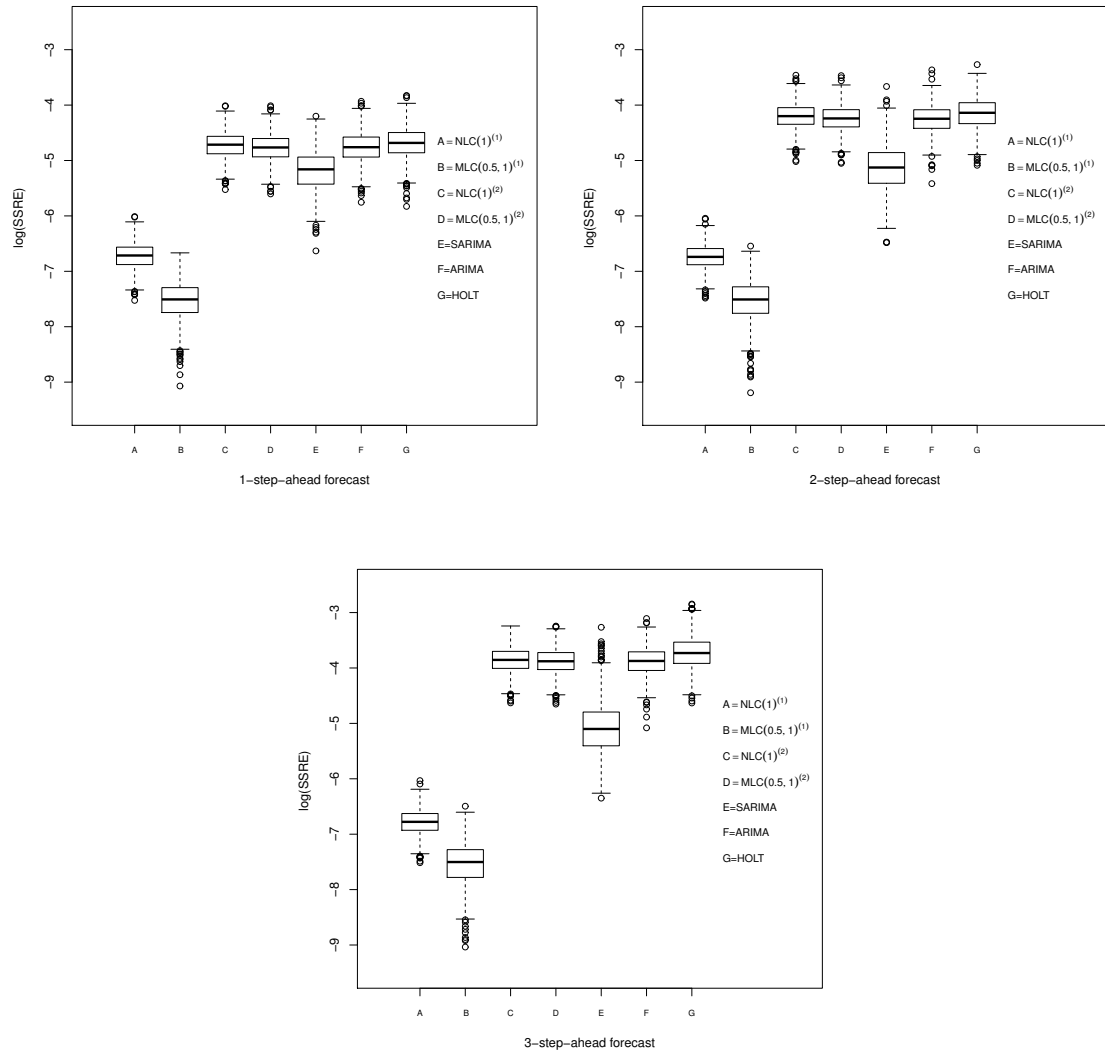 -3
-4
-5
-6
-7
-8
-9
log(SSRE)
A = NLC(1)⁽¹⁾
B = MLC(0.5, 1)⁽¹⁾
C = NLC(1)⁽²⁾
D = MLC(0.5, 1)⁽²⁾
E=SARIMA
F=ARIMA
G=HOLT
A B C D E F G
1-step-ahead forecast
-3
-4
-5
-6
-7
-8
-9
log(SSRE)
A = NLC(1)⁽¹⁾
B = MLC(0.5, 1)⁽¹⁾
C = NLC(1)⁽²⁾
D = MLC(0.5, 1)⁽²⁾
E=SARIMA
F=ARIMA
G=HOLT
A B C D E F G
2-step-ahead forecast
-3
-4
-5
-6
-7
-8
-9
log(SSRE)
A = NLC(1)⁽¹⁾
B = MLC(0.5, 1)⁽¹⁾
C = NLC(1)⁽²⁾
D = MLC(0.5, 1)⁽²⁾
E=SARIMA
F=ARIMA
G=HOLT
A B C D E F G
3-step-ahead forecast